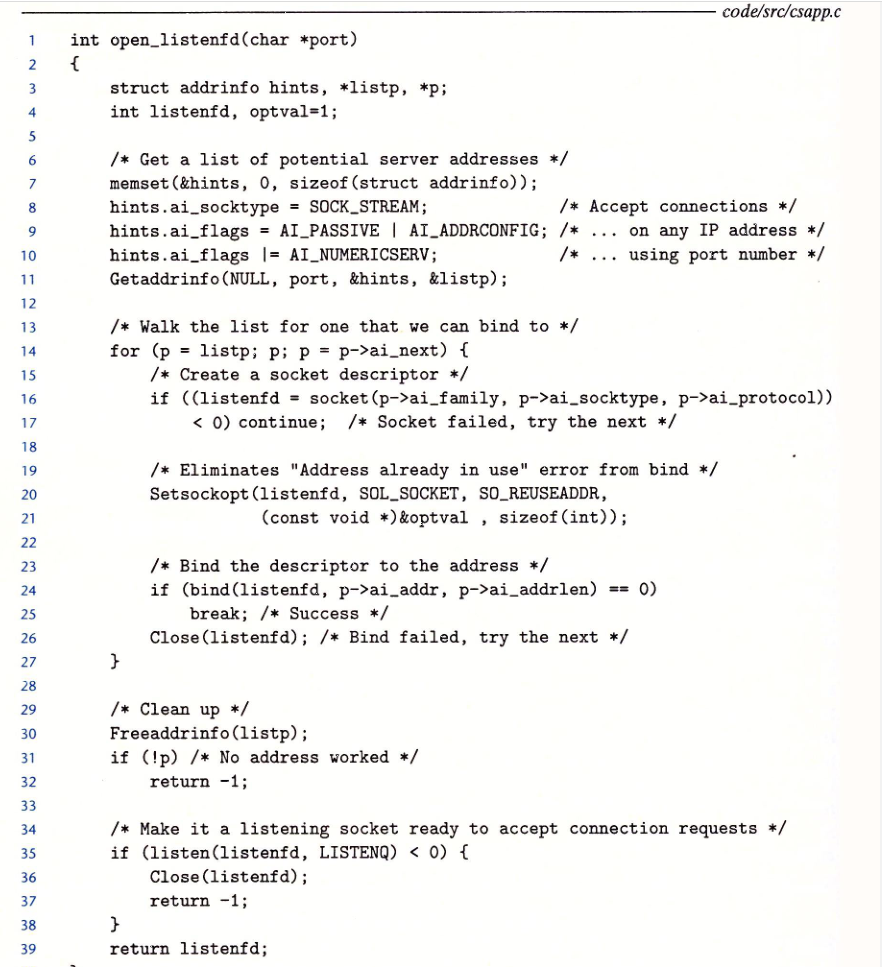 code/src/csapp.c
1 int open_listenfd(char *port)
2 {
3     struct addrinfo hints, *listp, *p;
4     int listenfd, optval=1;
5
6     /* Get a list of potential server addresses */
7     memset(&hints, 0, sizeof(struct addrinfo));
8     hints.ai_socktype = SOCK_STREAM;             /* Accept connections */
9     hints.ai_flags = AI_PASSIVE | AI_ADDRCONFIG; /* ... on any IP address */
10     hints.ai_flags |= AI_NUMERICSERV;            /* ... using port number */
11     Getaddrinfo(NULL, port, &hints, &listp);
12
13     /* Walk the list for one that we can bind to */
14     for (p = listp; p; p = p->ai_next) {
15         /* Create a socket descriptor */
16         if ((listenfd = socket(p->ai_family, p->ai_socktype, p->ai_protocol))
17             < 0) continue;  /* Socket failed, try the next */
18
19         /* Eliminates "Address already in use" error from bind */
20         Setsockopt(listenfd, SOL_SOCKET, SO_REUSEADDR,
21                    (const void *)&optval , sizeof(int));
22
23         /* Bind the descriptor to the address */
24         if (bind(listenfd, p->ai_addr, p->ai_addrlen) == 0)
25             break; /* Success */
26         Close(listenfd); /* Bind failed, try the next */
27     }
28
29     /* Clean up */
30     Freeaddrinfo(listp);
31     if (!p) /* No address worked */
32         return -1;
33
34     /* Make it a listening socket ready to accept connection requests */
35     if (listen(listenfd, LISTENQ) < 0) {
36         Close(listenfd);
37         return -1;
38     }
39     return listenfd;